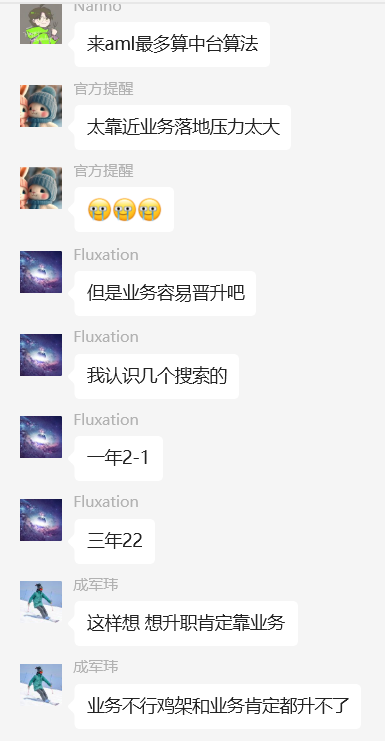 Nanno
来aml最多算中台算法
官方提醒
太靠近业务落地压力太大
官方提醒
🥲🥲🥲
Fluxation
但是业务容易晋升吧
Fluxation
我认识几个搜索的
Fluxation
一年2-1
Fluxation
三年22
成军玮
这样想 想升职肯定靠业务
成军玮
业务不行鸡架和业务肯定都升不了